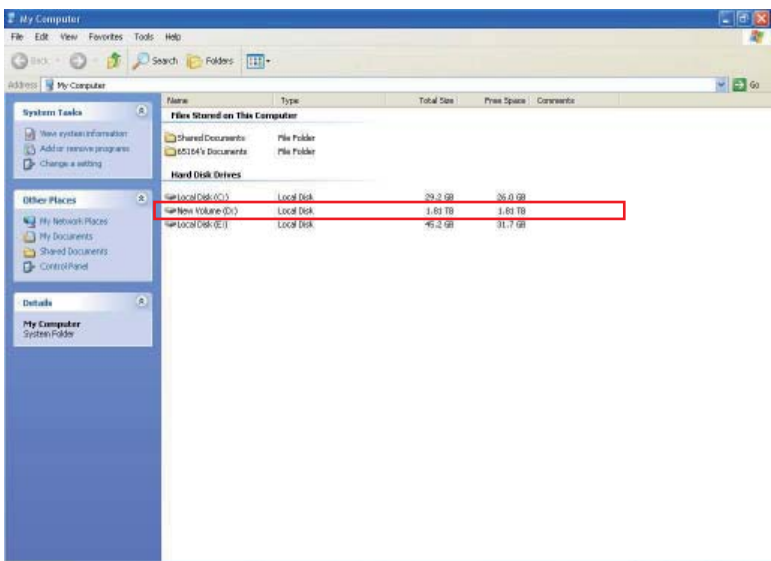 My Computer
File Edit View Favorites Tools Help
Back Search Folders
Address My Computer Go
System Tasks
View system information
Add or remove programs
Change a setting
Other Places
My Network Places
My Documents
Shared Documents
Control Panel
Details
My Computer
System Folder
Name Type Total Size Free Space Comments
Files Stored on This Computer
Shared Documents File Folder
65164's Documents File Folder
Hard Disk Drives
Local Disk (C:) Local Disk 29.2 GB 26.0 GB
New Volume (D:) Local Disk 1.81 TB 1.81 TB
Local Disk (E:) Local Disk 45.2 GB 31.7 GB